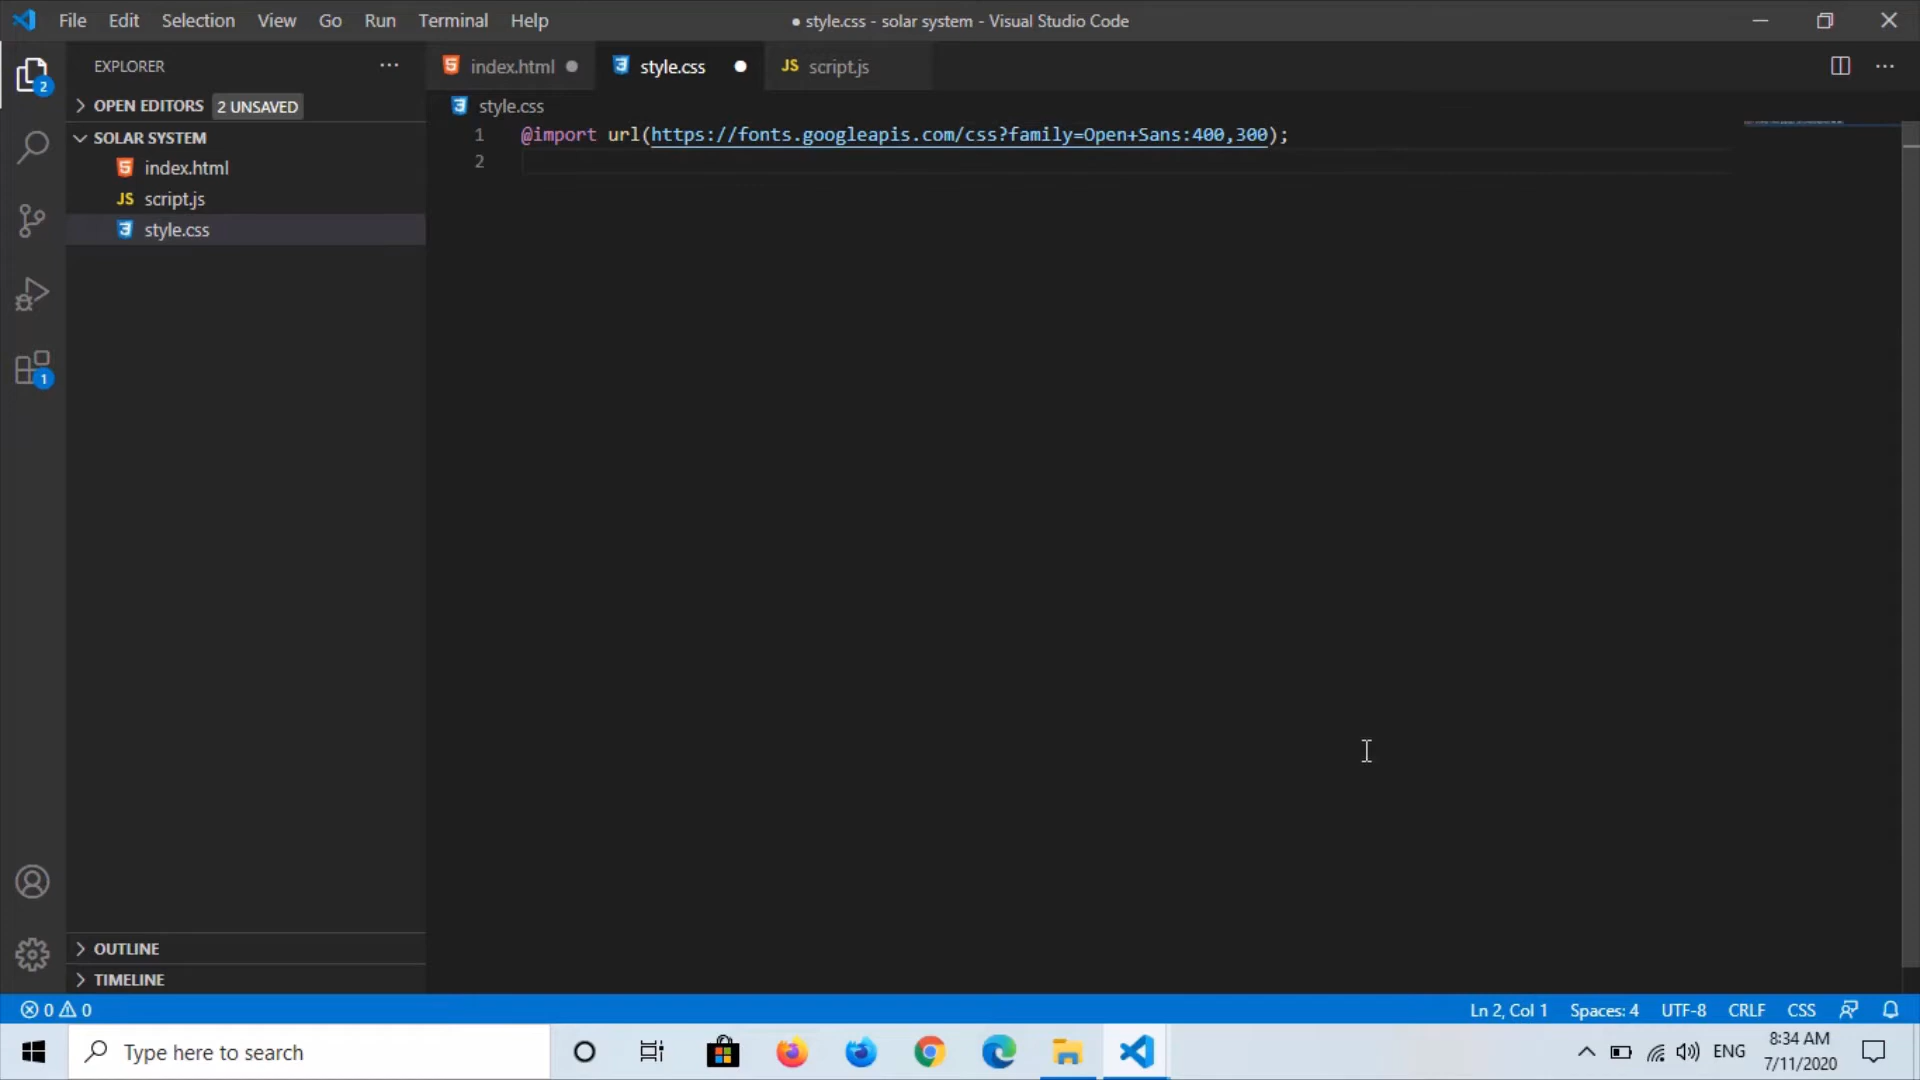 File Edit Selection View Go Run Terminal Help
● style.css - solar system - Visual Studio Code
EXPLORER
index.html
style.css
JS script.js
OPEN EDITORS 2 UNSAVED
style.css
SOLAR SYSTEM
index.html
JS script.js
style.css
1 @import url(https://fonts.googleapis.com/css?family=Open+Sans:400,300);
2
2
1
OUTLINE
TIMELINE
0 0
Ln 2, Col 1 Spaces: 4 UTF-8 CRLF CSS
Type here to search
ENG
8:34 AM
7/11/2020